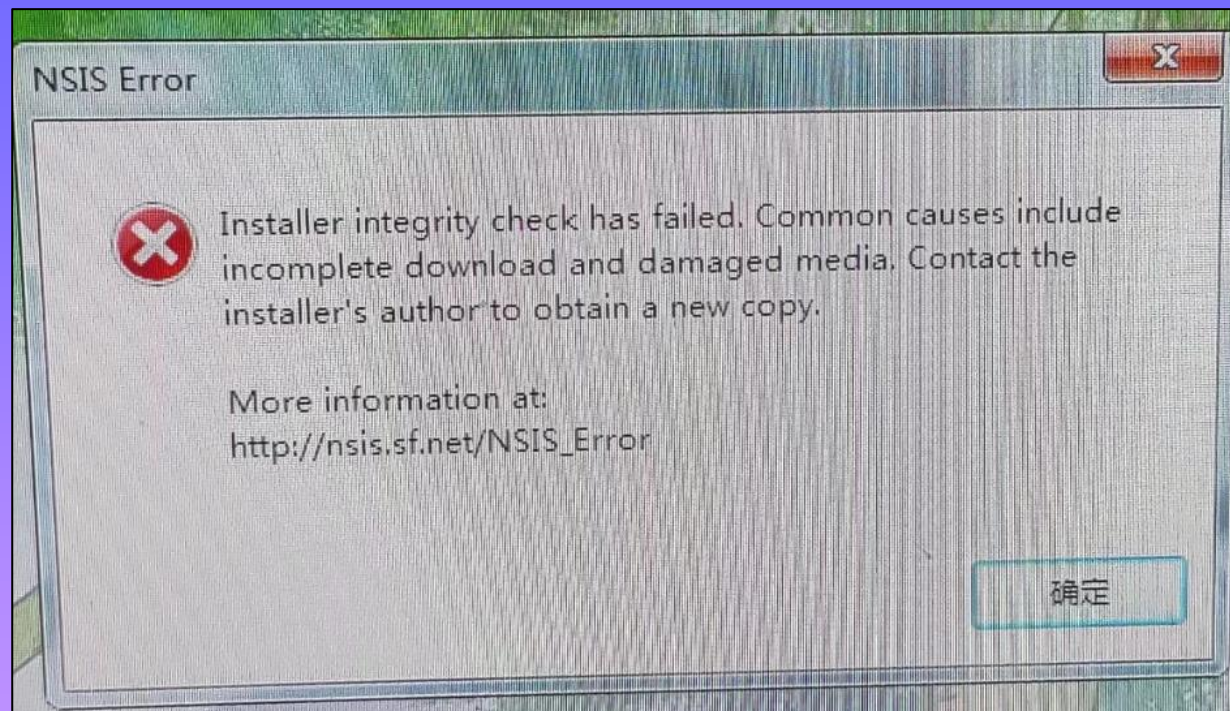 NSIS Error
Installer integrity check has failed. Common causes include
incomplete download and damaged media. Contact the
installer's author to obtain a new copy.
More information at:
http://nsis.sf.net/NSIS_Error
确定